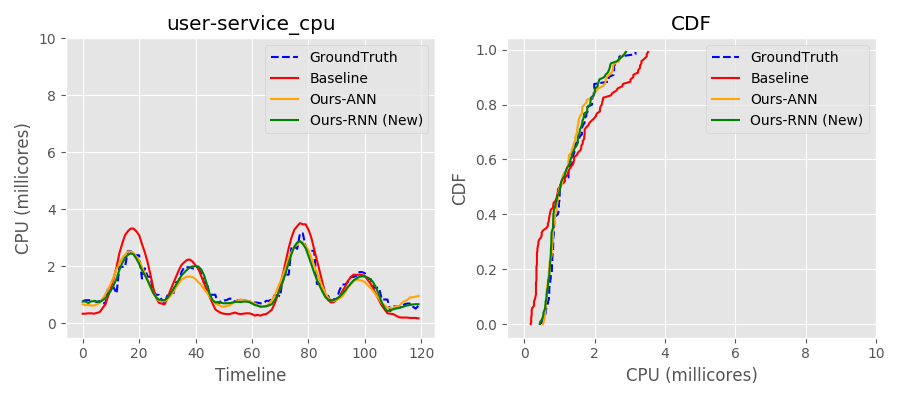 user-service_cpu
CPU (millicores)
10
8
6
4
2
0
GroundTruth
Baseline
Ours-ANN
Ours-RNN (New)
0 20 40 60 80 100 120
Timeline
CDF
CDF
1.0
0.8
0.6
0.4
0.2
0.0
GroundTruth
Baseline
Ours-ANN
Ours-RNN (New)
0 2 4 6 8 10
CPU (millicores)